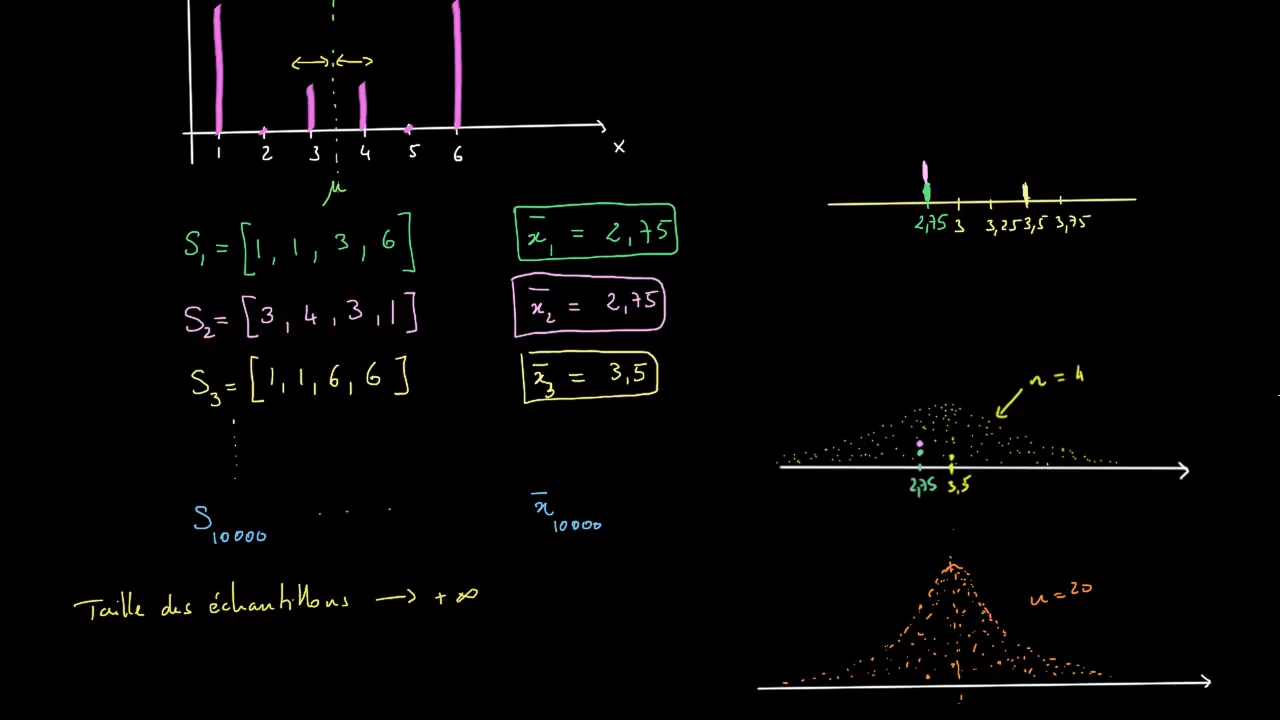 1 2 3 4 5 6 x
μ
S₁ = [1, 1, 3, 6]
x̄₁ = 2,75
S₂ = [3, 4, 3, 1]
x̄₂ = 2,75
S₃ = [1, 1, 6, 6]
x̄₃ = 3,5
S₁₀₀₀₀ . . . x̄₁₀₀₀₀
Taille des échantillons → +∞
2,75 3 3,25 3,5 3,75
n = 4
2,75 3,5
n = 20